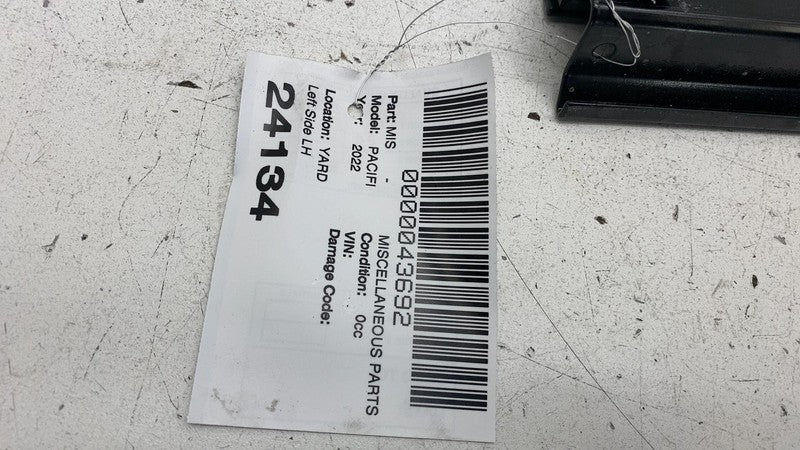 0000043692
Part: MIS - MISCELLANEOUS PARTS
Model: PACIFI Condition: 0cc
Year: 2022 VIN:
Damage Code:
Location: YARD
Left Side LH
24134